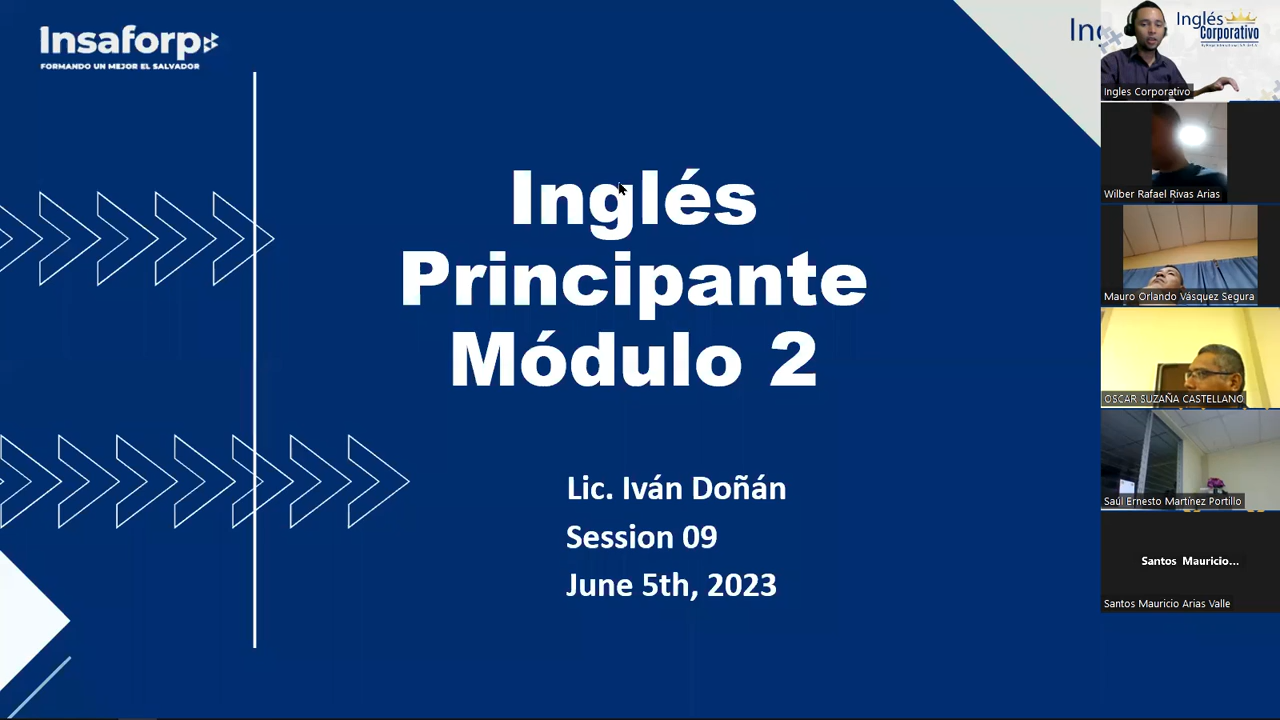 Insaforp
FORMANDO UN MEJOR EL SALVADOR
Inglés
Principante
Módulo 2
Lic. Iván Doñán
Session 09
June 5th, 2023
Inglés
Corporativo
Ingles Corporativo
Wilber Rafael Rivas Arias
Mauro Orlando Vásquez Segura
OSCAR SUZAÑA CASTELLANO
Saúl Ernesto Martínez Portillo
Santos Mauricio...
Santos Mauricio Arias Valle